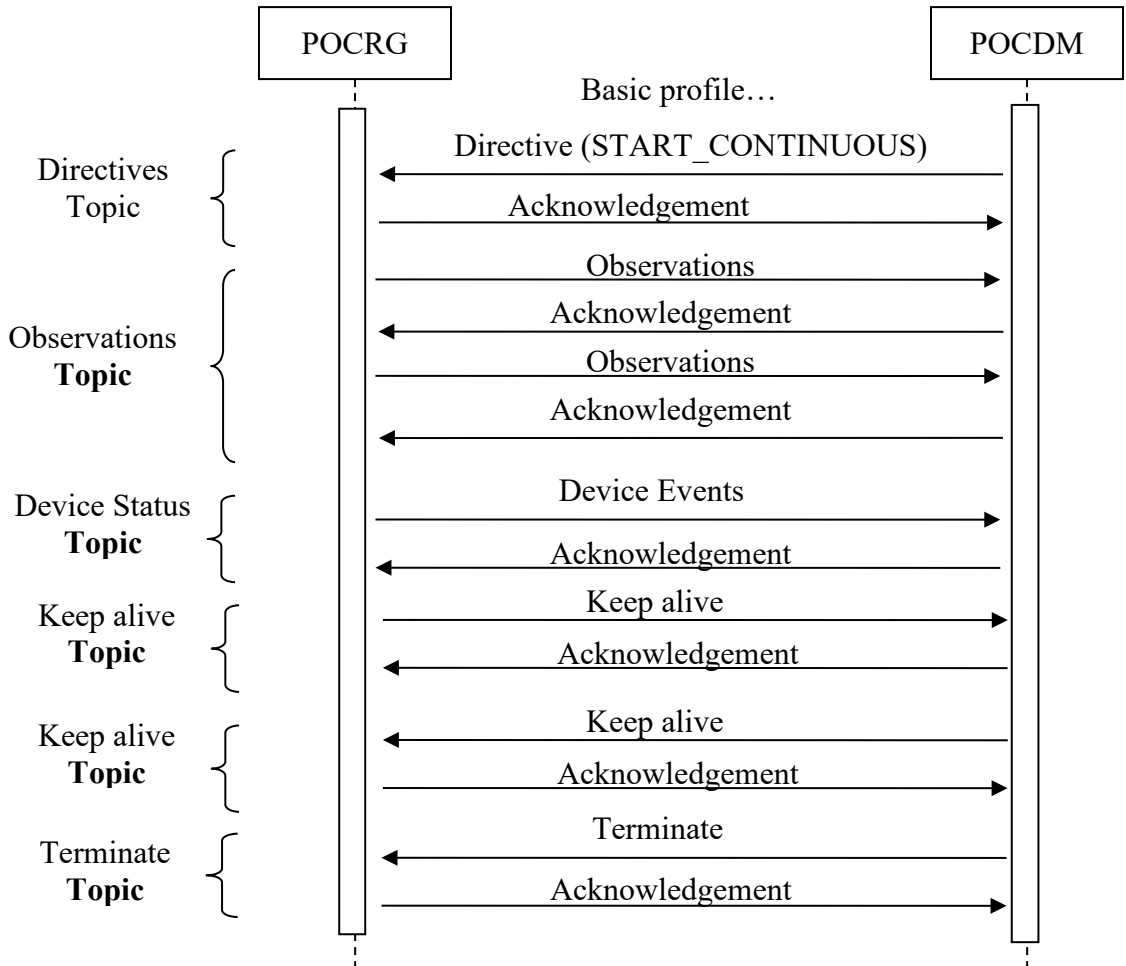 POCRG
POCDM
Basic profile…
Directives
Topic
Directive (START_CONTINUOUS)
Acknowledgement
Observations
Topic
Observations
Acknowledgement
Observations
Acknowledgement
Device Status
Topic
Device Events
Acknowledgement
Keep alive
Topic
Keep alive
Acknowledgement
Keep alive
Topic
Keep alive
Acknowledgement
Terminate
Topic
Terminate
Acknowledgement